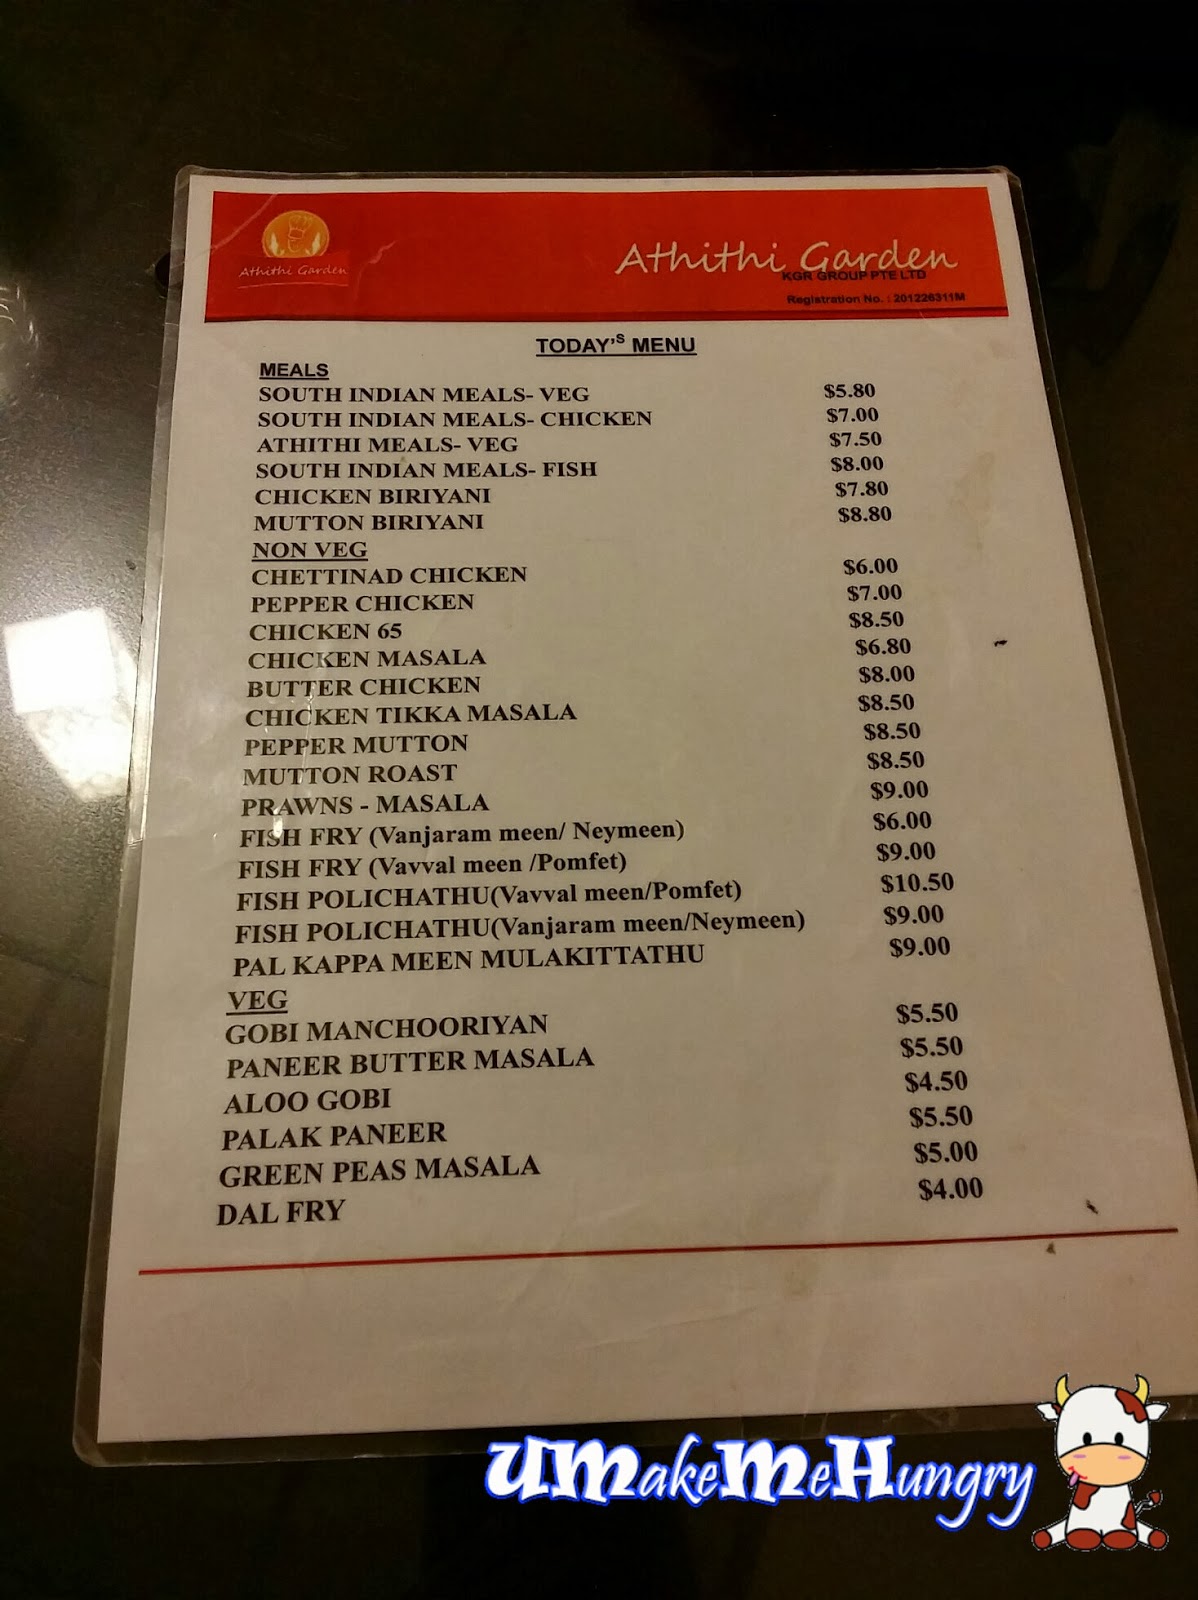 Athithi Garden
Athithi Garden
KGR GROUP PTE LTD
Registration No. : 201226311M
TODAY'S MENU
MEALS
SOUTH INDIAN MEALS- VEG $5.80
SOUTH INDIAN MEALS- CHICKEN $7.00
ATHITHI MEALS- VEG $7.50
SOUTH INDIAN MEALS- FISH $8.00
CHICKEN BIRIYANI $7.80
MUTTON BIRIYANI $8.80
NON VEG
CHETTINAD CHICKEN $6.00
PEPPER CHICKEN $7.00
CHICKEN 65 $8.50
CHICKEN MASALA $6.80
BUTTER CHICKEN $8.00
CHICKEN TIKKA MASALA $8.50
PEPPER MUTTON $8.50
MUTTON ROAST $8.50
PRAWNS - MASALA $9.00
FISH FRY (Vanjaram meen/ Neymeen) $6.00
FISH FRY (Vavval meen /Pomfet) $9.00
FISH POLICHATHU(Vavval meen/Pomfet) $10.50
FISH POLICHATHU(Vanjaram meen/Neymeen) $9.00
PAL KAPPA MEEN MULAKITTATHU $9.00
VEG
GOBI MANCHOORIYAN $5.50
PANEER BUTTER MASALA $5.50
ALOO GOBI $4.50
PALAK PANEER $5.50
GREEN PEAS MASALA $5.00
DAL FRY $4.00
UMakeMeHungry